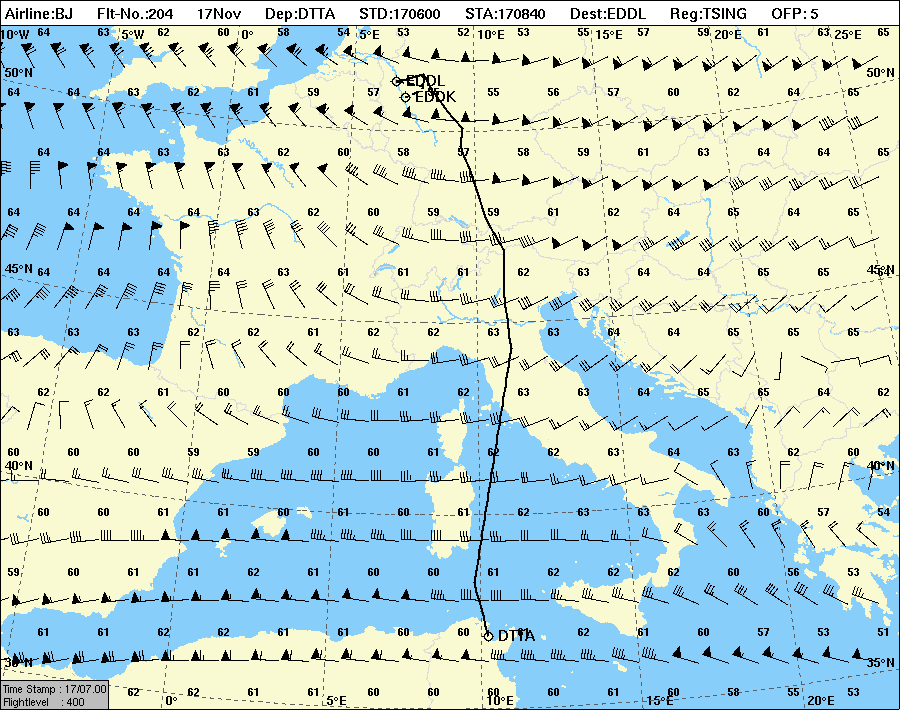 Airline:BJ Flt-No.:204 17Nov Dep:DTTA STD:170600 STA:170840 Dest:EDDL Reg:TSING OFP: 5
10°W 64 63 5°W 62 60 0° 58 54 5°E 53 52 10°E 53 55 15°E 57 59 20°E 61 63 25°E 65
50°N 50°N
EDDL
64 64 63 62 61 59 57 EDDK 55 56 57 60 62 64 65
64 64 63 63 62 60 58 57 59 60 61 63 64 64 65
64 64 64 64 63 62 60 59 59 61 62 64 64 65 65
45°N 64 64 64 64 63 61 61 61 62 63 64 64 65 45°N
63 63 63 62 62 61 60 61 63 63 64 64 65 65 65
62 62 61 60 60 60 60 61 62 63 64 65 64 64
60 60 59 59 60 60 60 61 62 62 63 64 63 62 60
40°N 40°N
60 60 60 61 61 60 60 61 61 62 63 63 60 57 54
59 60 60 61 61 61 60 60 61 62 62 62 60 56 53
61 61 62 61 61 61 60 60 DTTA 62 61 60 57 53 51
35°N 35°N
Time Stamp : 17/07.00
Flightlevel : 400
62 0° 60 5°E 60 60 10°E 61 15°E 58 55 20°E 53